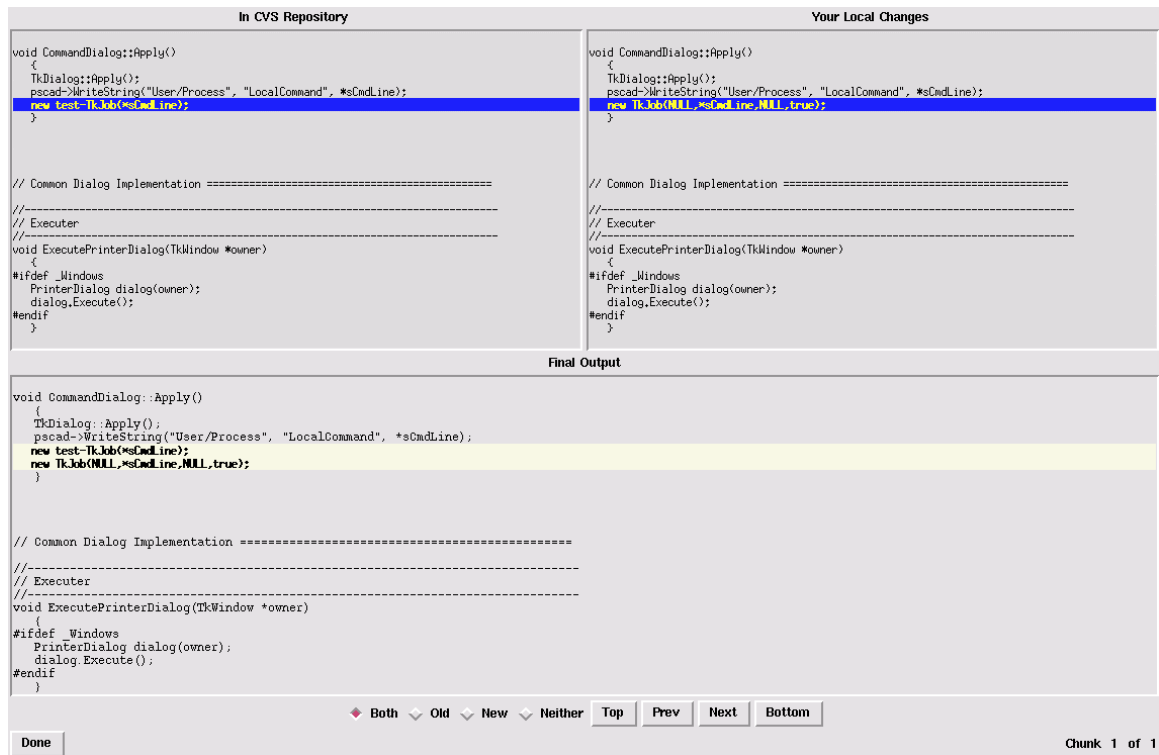 In CVS Repository
void CommandDialog::Apply()
{
TkDialog::Apply();
pscad->WriteString("User/Process", "LocalCommand", *sCmdLine);
new test-TkJob(*sCmdLine);
}
// Common Dialog Implementation ===============================================
//------------------------------------------------------------------------------
// Executer
//------------------------------------------------------------------------------
void ExecutePrinterDialog(TkWindow *owner)
{
#ifdef _Windows
PrinterDialog dialog(owner);
dialog.Execute();
#endif
}
Your Local Changes
void CommandDialog::Apply()
{
TkDialog::Apply();
pscad->WriteString("User/Process", "LocalCommand", *sCmdLine);
new TkJob(NULL,*sCmdLine,NULL,true);
}
// Common Dialog Implementation ===============================================
//------------------------------------------------------------------------------
// Executer
//------------------------------------------------------------------------------
void ExecutePrinterDialog(TkWindow *owner)
{
#ifdef _Windows
PrinterDialog dialog(owner);
dialog.Execute();
#endif
}
Final Output
void CommandDialog::Apply()
{
TkDialog::Apply();
pscad->WriteString("User/Process", "LocalCommand", *sCmdLine);
new test-TkJob(*sCmdLine);
new TkJob(NULL,*sCmdLine,NULL,true);
}
// Common Dialog Implementation ===============================================
//------------------------------------------------------------------------------
// Executer
//------------------------------------------------------------------------------
void ExecutePrinterDialog(TkWindow *owner)
{
#ifdef _Windows
PrinterDialog dialog(owner);
dialog.Execute();
#endif
}
Both Old New Neither Top Prev Next Bottom
Done Chunk 1 of 1